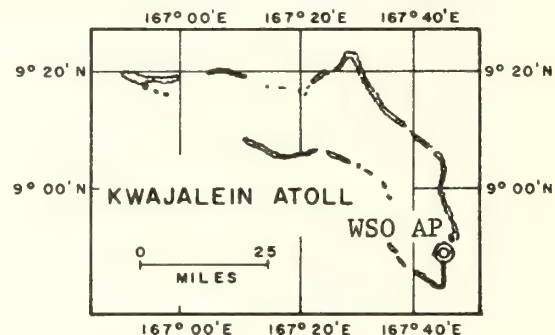 167° 00' E 167° 20' E 167° 40' E
9° 20' N 9° 20' N
9° 00' N 9° 00' N
KWAJALEIN ATOLL
WSO AP
0 25
MILES
167° 00' E 167° 20' E 167° 40' E